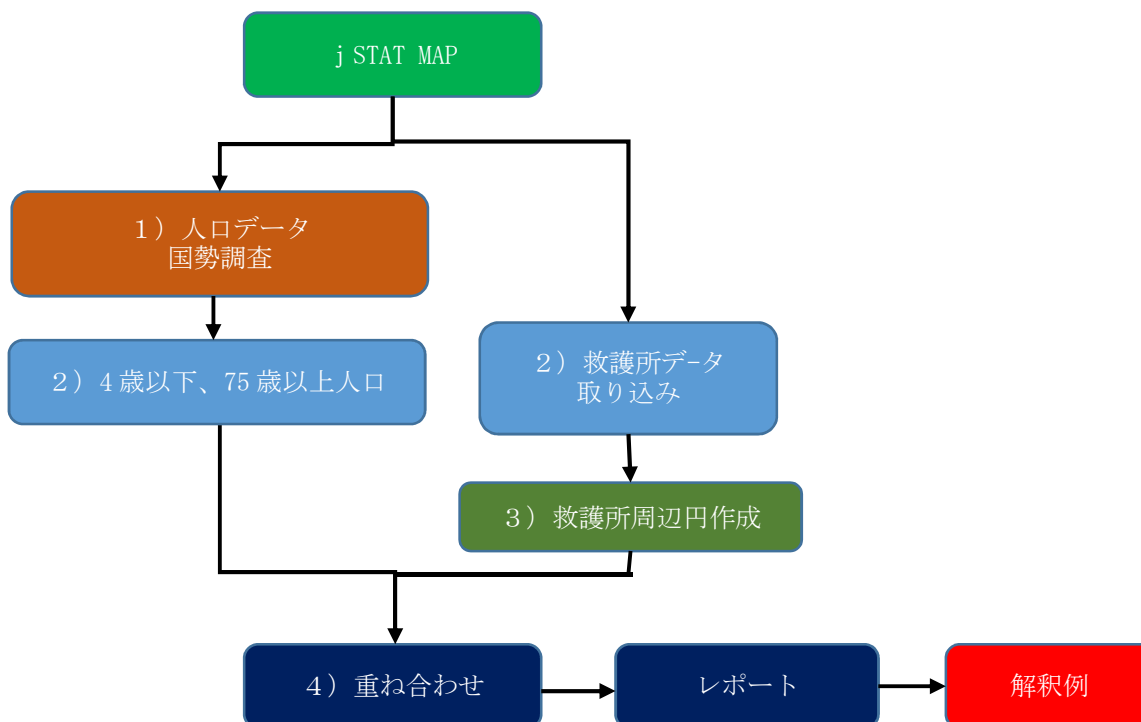 j STAT MAP
１）人口データ
国勢調査
２）4歳以下、75歳以上人口
２）救護所デｰタ
取り込み
３）救護所周辺円作成
４）重ね合わせ
レポート
解釈例